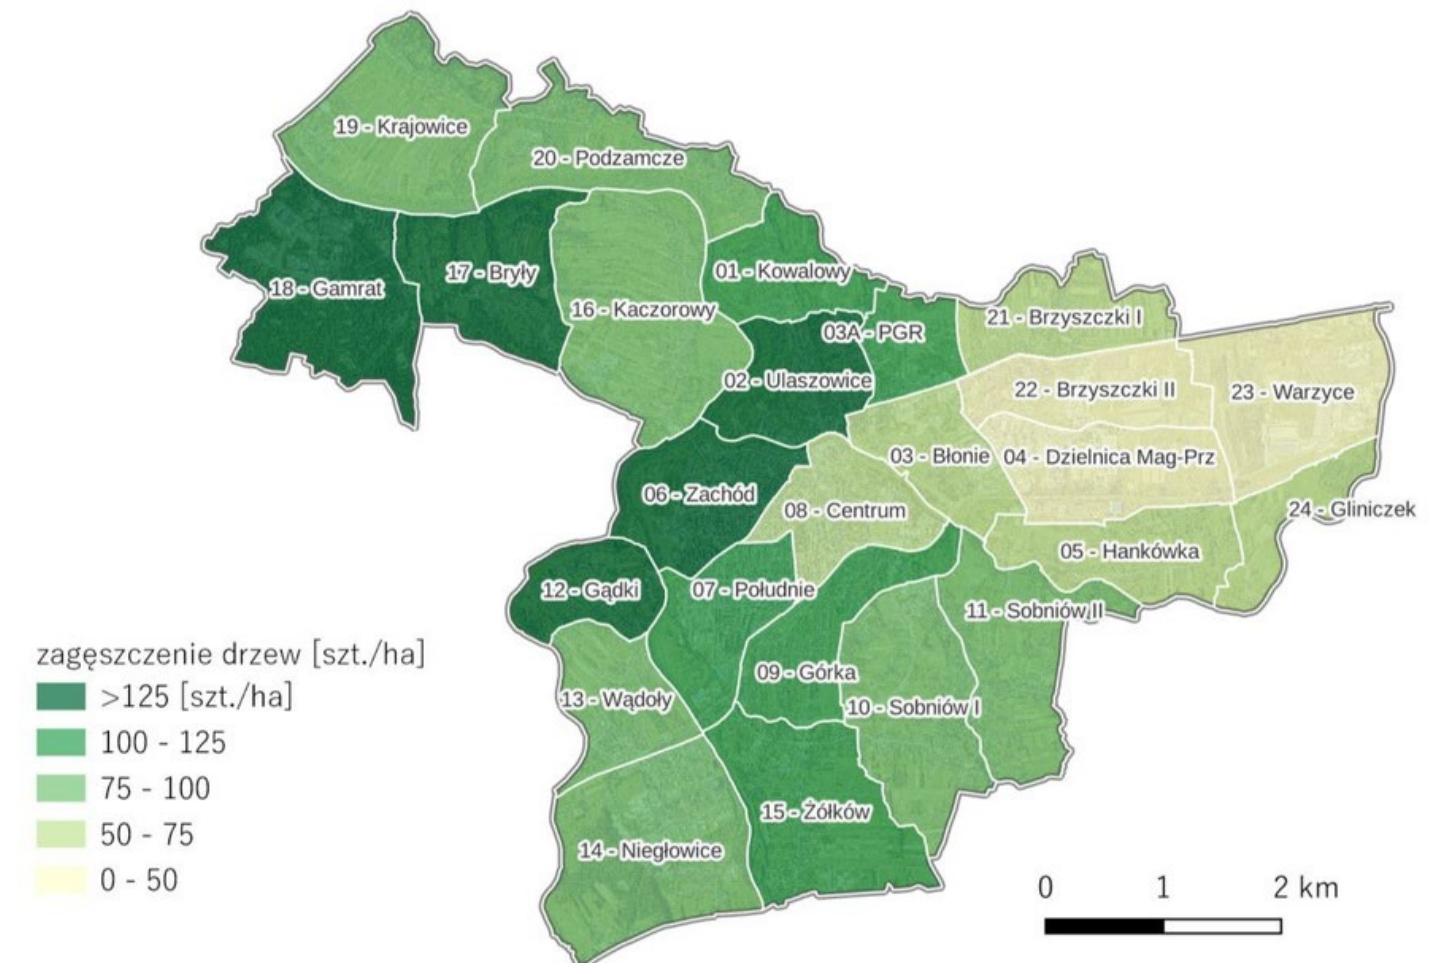 19 - Krajowice
20 - Podzamcze
18 - Gamrat
17 - Bryły
01 - Kowalowy
16 - Kaczorowy
03A - PGR
21 - Brzyszczki I
02 - Ulaszowice
22 - Brzyszczki II
23 - Warzyce
03 - Błonie
04 - Dzielnica Mag-Prz
06 - Zachód
08 - Centrum
24 - Gliniczek
05 - Hankówka
12 - Gądki
07 - Południe
11 - Sobniów II
09 - Górka
13 - Wądoły
10 - Sobniów I
15 - Żółków
14 - Niegłowice
zagęszczenie drzew [szt./ha]
>125 [szt./ha]
100 - 125
75 - 100
50 - 75
0 - 50
0 1 2 km